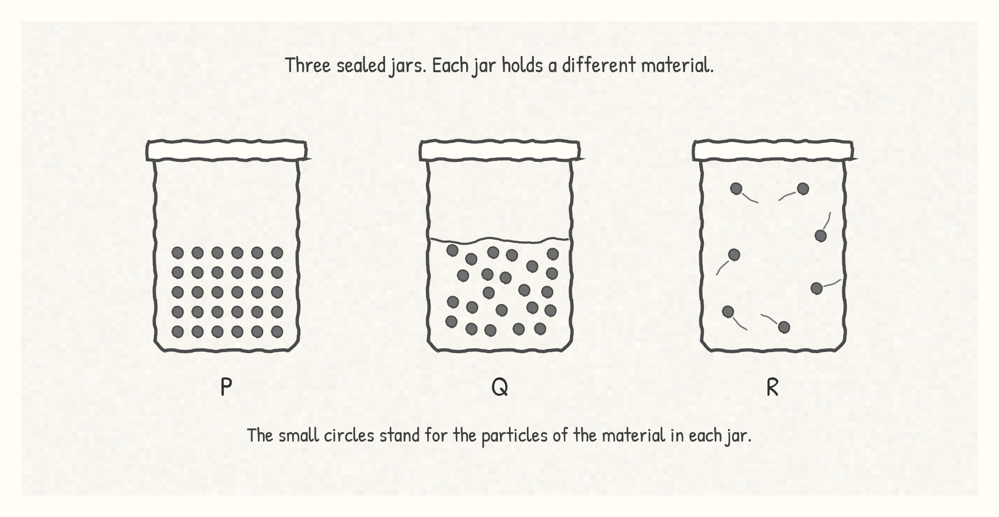 Three sealed jars. Each jar holds a different material.
P
Q
R
The small circles stand for the particles of the material in each jar.